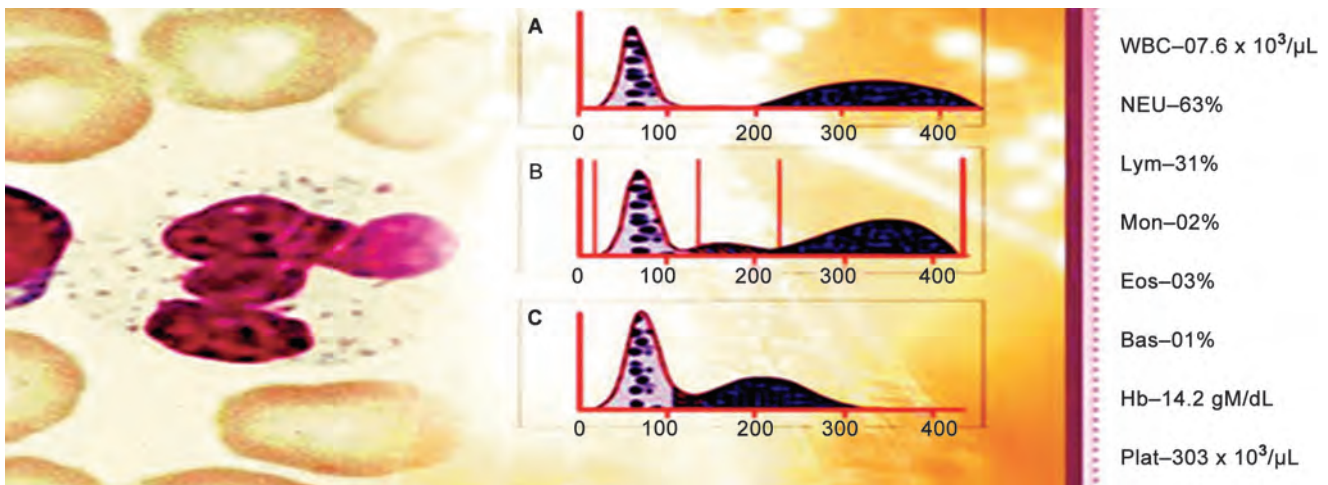 A
0 100 200 300 400
B
0 100 200 300 400
C
0 100 200 300 400
WBC–07.6 x 10³/µL
NEU–63%
Lym–31%
Mon–02%
Eos–03%
Bas–01%
Hb–14.2 gM/dL
Plat–303 x 10³/µL